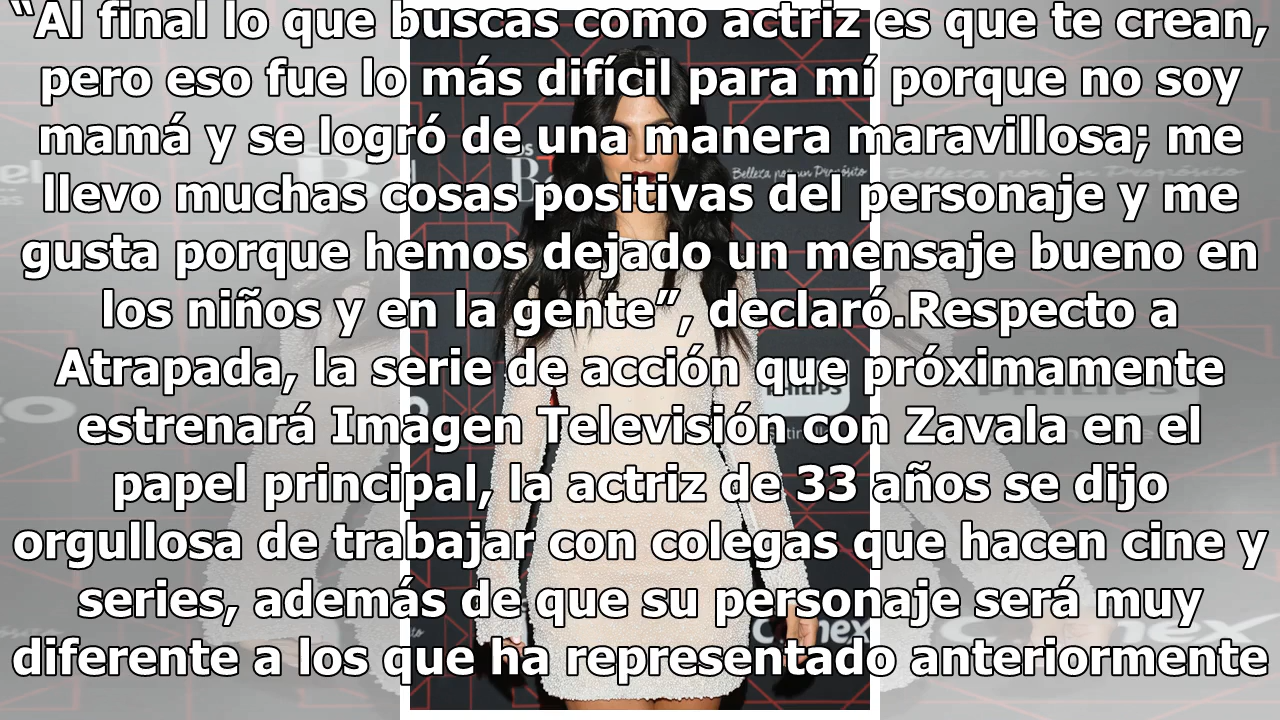 “Al final lo que buscas como actriz es que te crean,
pero eso fue lo más difícil para mí porque no soy
mamá y se logró de una manera maravillosa; me
llevo muchas cosas positivas del personaje y me
gusta porque hemos dejado un mensaje bueno en
los niños y en la gente”, declaró.Respecto a
Atrapada, la serie de acción que próximamente
estrenará Imagen Televisión con Zavala en el
papel principal, la actriz de 33 años se dijo
orgullosa de trabajar con colegas que hacen cine y
series, además de que su personaje será muy
diferente a los que ha representado anteriormente
Belleza por un Propósito
PHILIPS